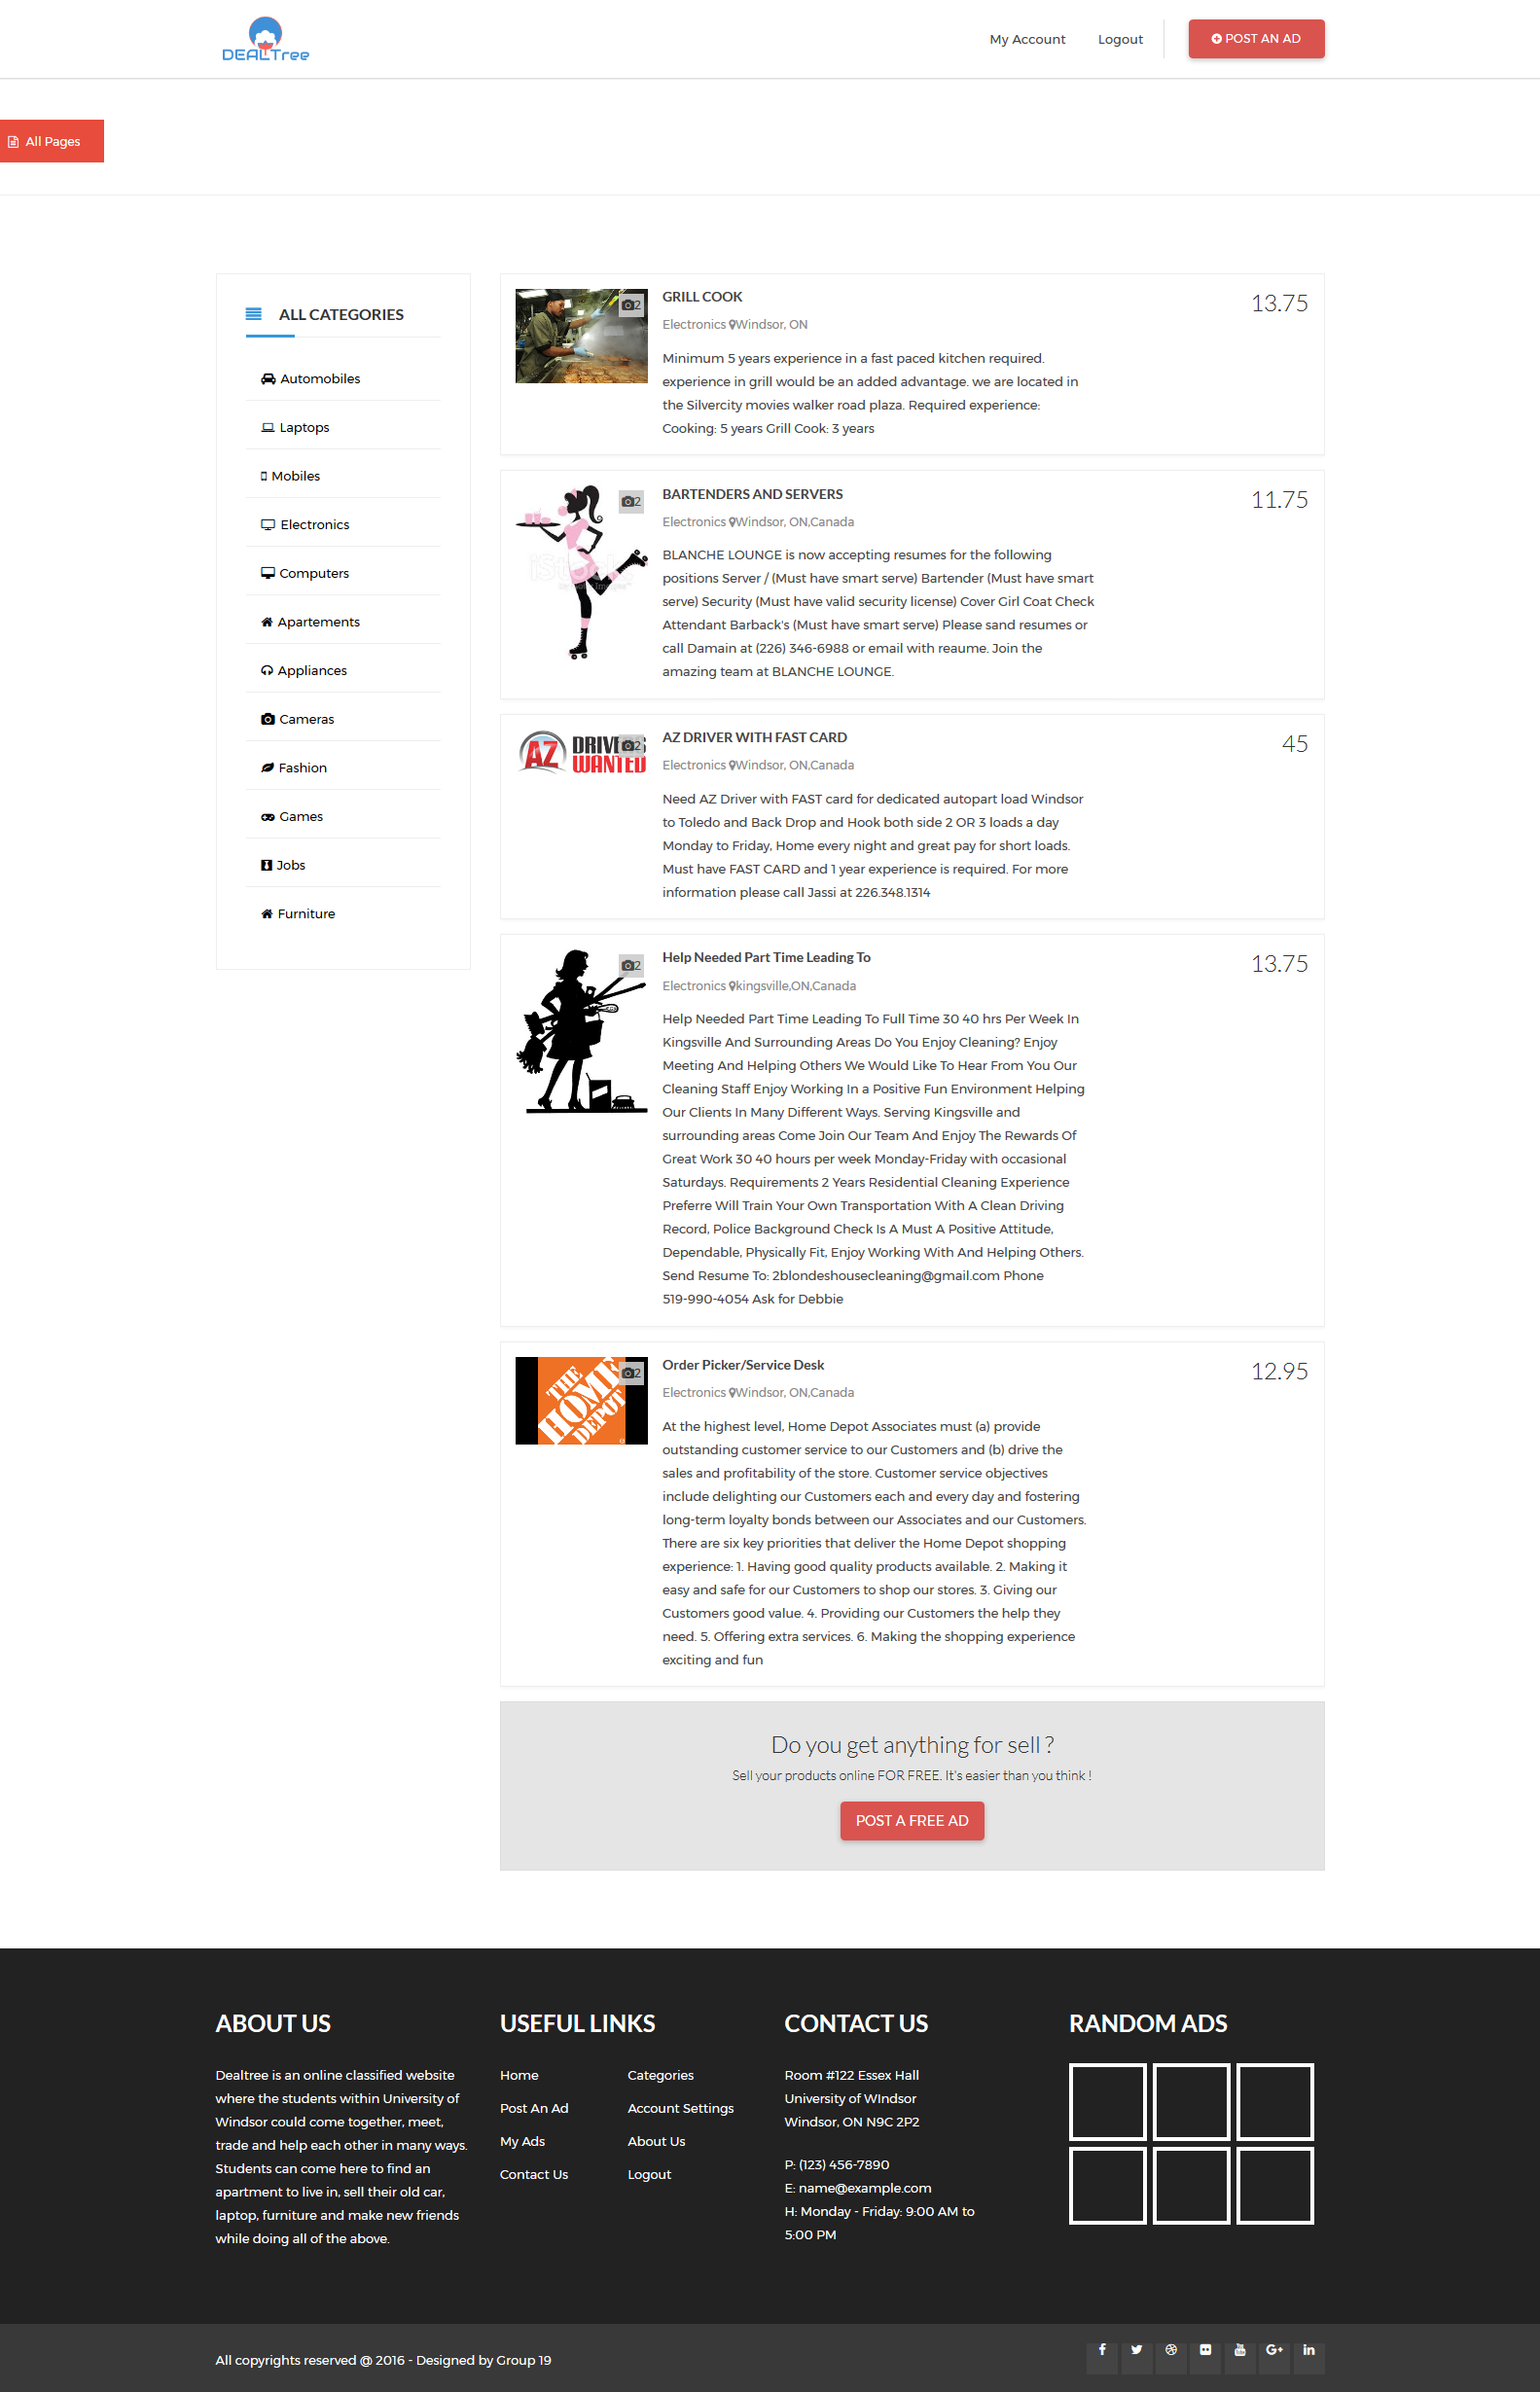 DEALTree
My Account
Logout
POST AN AD
All Pages
ALL CATEGORIES
Automobiles
Laptops
Mobiles
Electronics
Computers
Apartements
Appliances
Cameras
Fashion
Games
Jobs
Furniture
2
GRILL COOK
13.75
Electronics Windsor, ON
Minimum 5 years experience in a fast paced kitchen required.
experience in grill would be an added advantage. we are located in
the Silvercity movies walker road plaza. Required experience:
Cooking: 5 years Grill Cook: 3 years
2
BARTENDERS AND SERVERS
11.75
Electronics Windsor, ON,Canada
BLANCHE LOUNGE is now accepting resumes for the following
positions Server / (Must have smart serve) Bartender (Must have smart
serve) Security (Must have valid security license) Cover Girl Coat Check
Attendant Barback's (Must have smart serve) Please sand resumes or
call Damain at (226) 346-6988 or email with reaume. Join the
amazing team at BLANCHE LOUNGE.
AZ
WANTED
2
AZ DRIVER WITH FAST CARD
45
Electronics Windsor, ON,Canada
Need AZ Driver with FAST card for dedicated autopart load Windsor
to Toledo and Back Drop and Hook both side 2 OR 3 loads a day
Monday to Friday, Home every night and great pay for short loads.
Must have FAST CARD and 1 year experience is required. For more
information please call Jassi at 226.348.1314
2
Help Needed Part Time Leading To
13.75
Electronics kingsville,ON,Canada
Help Needed Part Time Leading To Full Time 30 40 hrs Per Week In
Kingsville And Surrounding Areas Do You Enjoy Cleaning? Enjoy
Meeting And Helping Others We Would Like To Hear From You Our
Cleaning Staff Enjoy Working In a Positive Fun Environment Helping
Our Clients In Many Different Ways. Serving Kingsville and
surrounding areas Come Join Our Team And Enjoy The Rewards Of
Great Work 30 40 hours per week Monday-Friday with occasional
Saturdays. Requirements 2 Years Residential Cleaning Experience
Preferre Will Train Your Own Transportation With A Clean Driving
Record, Police Background Check Is A Must A Positive Attitude,
Dependable, Physically Fit, Enjoy Working With And Helping Others.
Send Resume To: 2blondeshousecleaning@gmail.com Phone
519-990-4054 Ask for Debbie
THE
HOME
DEPOT
2
Order Picker/Service Desk
12.95
Electronics Windsor, ON,Canada
At the highest level, Home Depot Associates must (a) provide
outstanding customer service to our Customers and (b) drive the
sales and profitability of the store. Customer service objectives
include delighting our Customers each and every day and fostering
long-term loyalty bonds between our Associates and our Customers.
There are six key priorities that deliver the Home Depot shopping
experience: 1. Having good quality products available. 2. Making it
easy and safe for our Customers to shop our stores. 3. Giving our
Customers good value. 4. Providing our Customers the help they
need. 5. Offering extra services. 6. Making the shopping experience
exciting and fun
Do you get anything for sell ?
Sell your products online FOR FREE. It's easier than you think !
POST A FREE AD
ABOUT US
Dealtree is an online classified website
where the students within University of
Windsor could come together, meet,
trade and help each other in many ways.
Students can come here to find an
apartment to live in, sell their old car,
laptop, furniture and make new friends
while doing all of the above.
USEFUL LINKS
Home
Categories
Post An Ad
Account Settings
My Ads
About Us
Contact Us
Logout
CONTACT US
Room #122 Essex Hall
University of WIndsor
Windsor, ON N9C 2P2
P: (123) 456-7890
E: name@example.com
H: Monday - Friday: 9:00 AM to
5:00 PM
RANDOM ADS
All copyrights reserved @ 2016 - Designed by Group 19